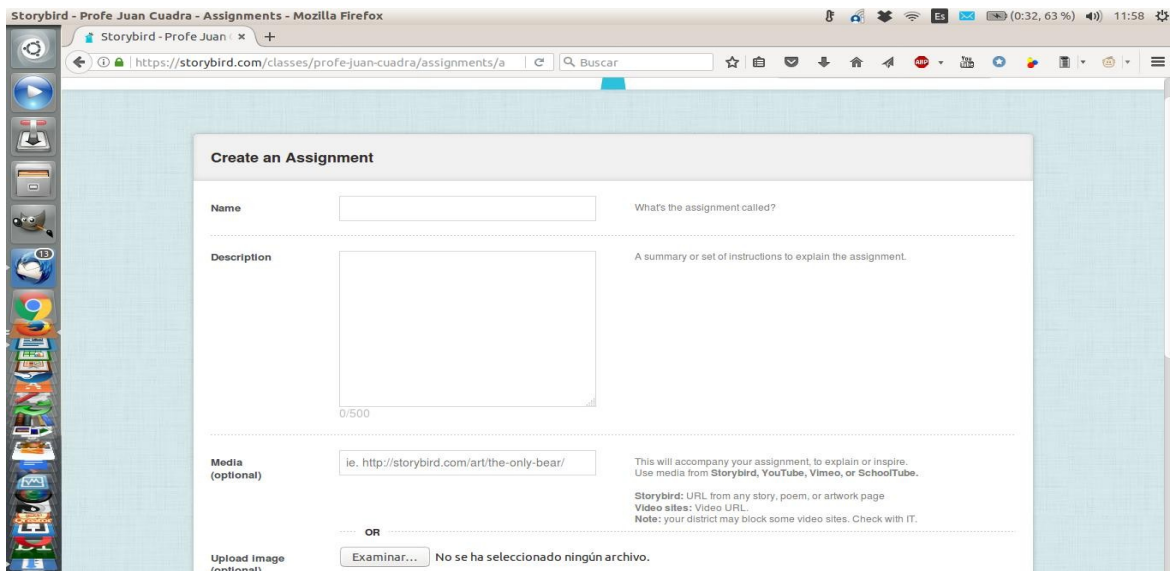 Storybird - Profe Juan Cuadra - Assignments - Mozilla Firefox
Es (0:32, 63 %) 11:58
Storybird - Profe Juan
https://storybird.com/classes/profe-juan-cuadra/assignments/a
Buscar
ABP
Create an Assignment
Name
What's the assignment called?
Description
A summary or set of instructions to explain the assignment.
13
0/500
Media
(optional)
ie. http://storybird.com/art/the-only-bear/
This will accompany your assignment, to explain or inspire.
Use media from Storybird, YouTube, Vimeo, or SchoolTube.
Storybird: URL from any story, poem, or artwork page
Video sites: Video URL.
Note: your district may block some video sites. Check with IT.
OR
Upload Image
(optional)
Examinar... No se ha seleccionado ningún archivo.